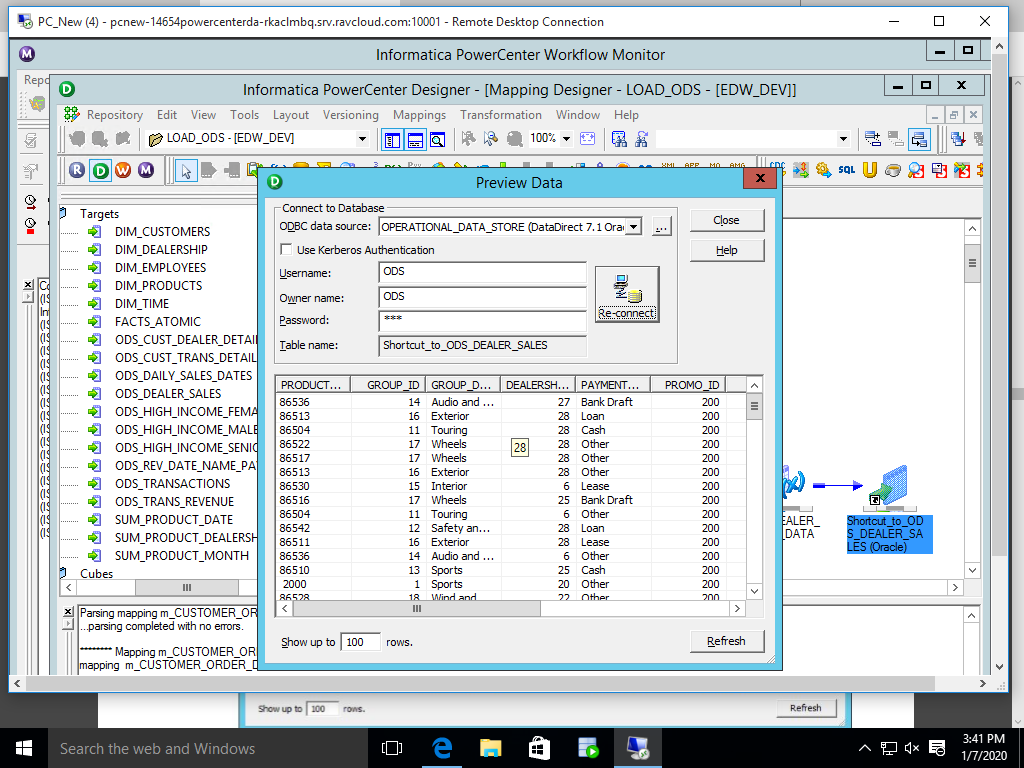 PC_New (4) - pcnew-14654powercenterda-rkaclmbq.srv.ravcloud.com:10001 - Remote Desktop Connection
M
Informatica PowerCenter Workflow Monitor
Repo
D
Informatica PowerCenter Designer - [Mapping Designer - LOAD_ODS - [EDW_DEV]]
Repository Edit View Tools Layout Versioning Mappings Transformation Window Help
LOAD_ODS - [EDW_DEV]
100%
R D W M
SQL
Targets
DIM_CUSTOMERS
DIM_DEALERSHIP
DIM_EMPLOYEES
DIM_PRODUCTS
DIM_TIME
FACTS_ATOMIC
ODS_CUST_DEALER_DETAIL
ODS_CUST_TRANS_DETAIL
ODS_DAILY_SALES_DATES
ODS_DEALER_SALES
ODS_HIGH_INCOME_FEMA
ODS_HIGH_INCOME_MALE
ODS_HIGH_INCOME_SENIO
ODS_REV_DATE_NAME_PA
ODS_TRANSACTIONS
ODS_TRANS_REVENUE
SUM_PRODUCT_DATE
SUM_PRODUCT_DEALERSH
SUM_PRODUCT_MONTH
Cubes
D
Preview Data
X
Connect to Database
ODBC data source: OPERATIONAL_DATA_STORE (DataDirect 7.1 Orac
...
Use Kerberos Authentication
Username: ODS
Owner name: ODS
Password: ***
Table name: Shortcut_to_ODS_DEALER_SALES
Re-connect
Close
Help
PRODUCT... GROUP_ID GROUP_D... DEALERSH... PAYMENT... PROMO_ID
86536 14 Audio and ... 27 Bank Draft 200
86513 16 Exterior 28 Loan 200
86504 11 Touring 28 Cash 200
86522 17 Wheels 28 Other 200
86517 17 Wheels 28 Other 200
28
86513 16 Exterior 28 Other 200
86530 15 Interior 6 Lease 200
86516 17 Wheels 25 Bank Draft 200
86504 11 Touring 6 Other 200
86542 12 Safety an... 28 Loan 200
86511 16 Exterior 28 Lease 200
86536 14 Audio and ... 6 Other 200
86510 13 Sports 25 Cash 200
2000 1 Sports 20 Other 200
86528 18 Wind and 22 Other 200
Show up to 100 rows.
Refresh
EALER_
_DATA
Shortcut_to_OD
S_DEALER_SA
LES (Oracle)
Parsing mapping m_CUSTOMER_OR
...parsing completed with no errors.
******** Mapping m_CUSTOMER_OR
mapping m_CUSTOMER_ORDER_D
Show up to 100 rows.
Refresh
Search the web and Windows
3:41 PM
1/7/2020